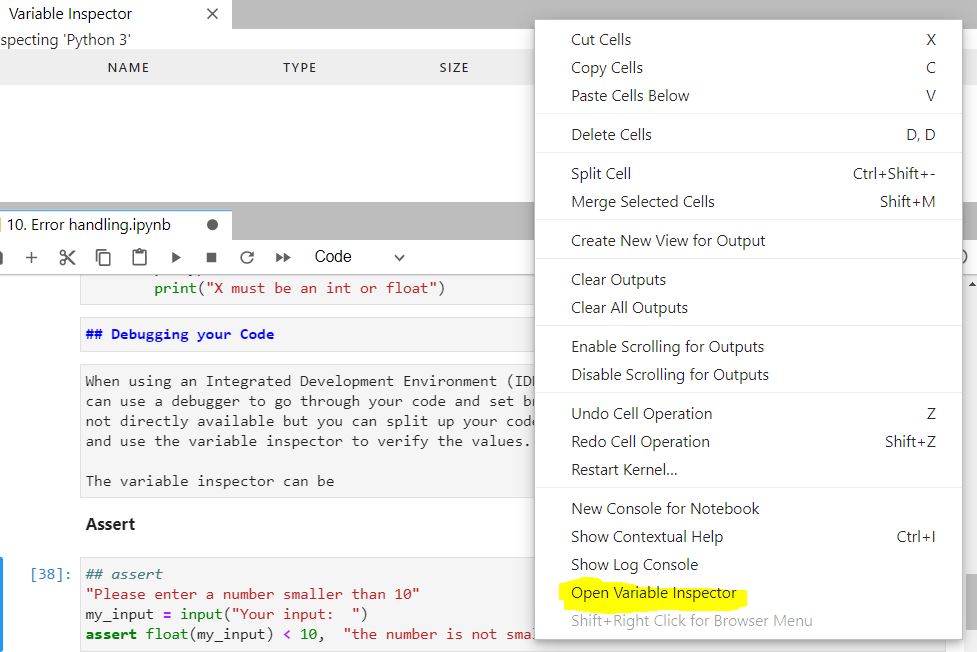 Variable Inspector
specting 'Python 3'
NAME TYPE SIZE
10. Error handling.ipynb
Code
print("X must be an int or float")
## Debugging your Code
When using an Integrated Development Environment (IDE
can use a debugger to go through your code and set br
not directly available but you can split up your code
and use the variable inspector to verify the values.
The variable inspector can be
Assert
[38]:
## assert
"Please enter a number smaller than 10"
my_input = input("Your input:  ")
assert float(my_input) < 10,  "the number is not smal
Cut Cells X
Copy Cells C
Paste Cells Below V
Delete Cells D, D
Split Cell Ctrl+Shift+-
Merge Selected Cells Shift+M
Create New View for Output
Clear Outputs
Clear All Outputs
Enable Scrolling for Outputs
Disable Scrolling for Outputs
Undo Cell Operation Z
Redo Cell Operation Shift+Z
Restart Kernel...
New Console for Notebook
Show Contextual Help Ctrl+I
Show Log Console
Open Variable Inspector
Shift+Right Click for Browser Menu